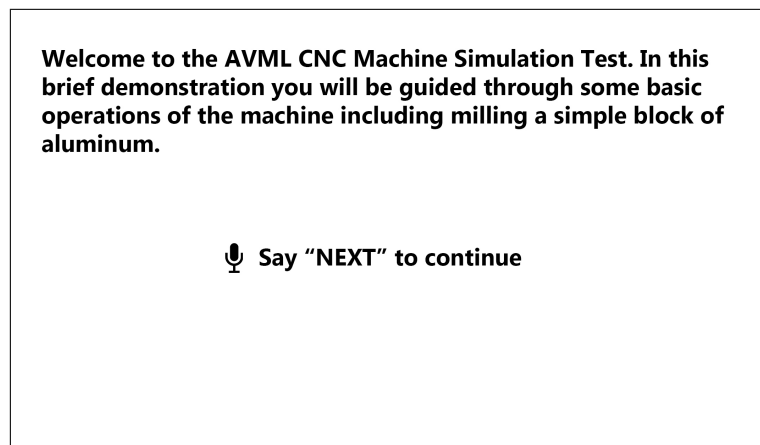 Welcome to the AVML CNC Machine Simulation Test. In this
brief demonstration you will be guided through some basic
operations of the machine including milling a simple block of
aluminum.
Say “NEXT” to continue